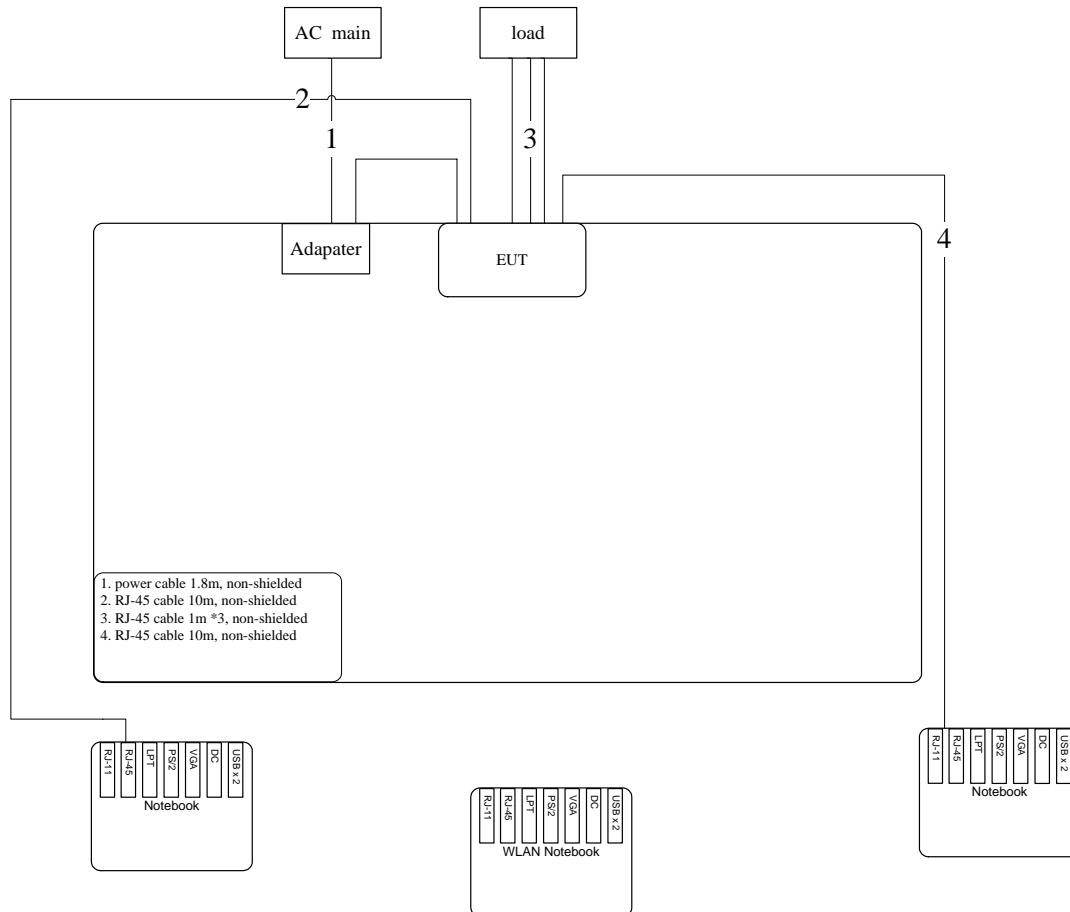 AC main
load
2
1
3
4
Adapater
EUT
1. power cable 1.8m, non-shielded
2. RJ-45 cable 10m, non-shielded
3. RJ-45 cable 1m *3, non-shielded
4. RJ-45 cable 10m, non-shielded
RJ-11
RJ-45
LPT
PS/2
VGA
DC
USB x 2
Notebook
RJ-11
RJ-45
LPT
PS/2
VGA
DC
USB x 2
WLAN Notebook
RJ-11
RJ-45
LPT
PS/2
VGA
DC
USB x 2
Notebook